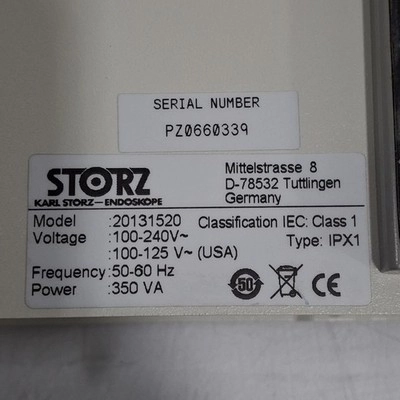 SERIAL NUMBER
PZ0660339
STORZ
KARL STORZ—ENDOSKOPE
Mittelstrasse 8
D-78532 Tuttlingen
Germany
Model :20131520 Classification IEC: Class 1
Voltage :100-240V~ Type: IPX1
:100-125 V~ (USA)
Frequency:50-60 Hz
Power :350 VA
50
CE